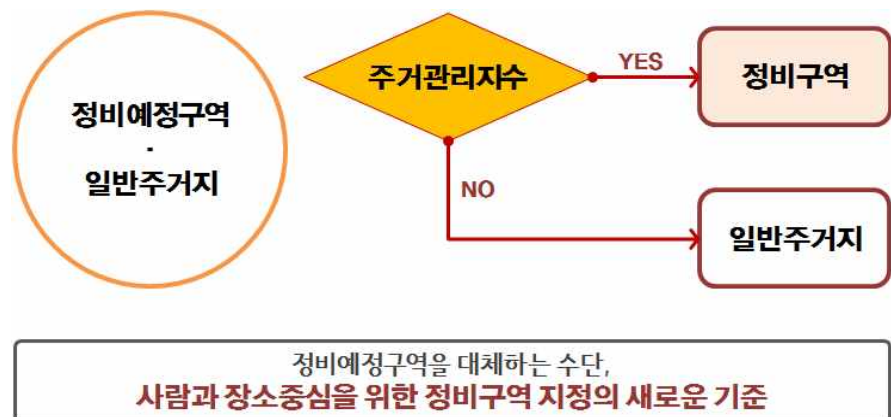 정비예정구역
-
일반주거지
주거관리지수
YES
정비구역
NO
일반주거지
정비예정구역을 대체하는 수단,
사람과 장소중심을 위한 정비구역 지정의 새로운 기준